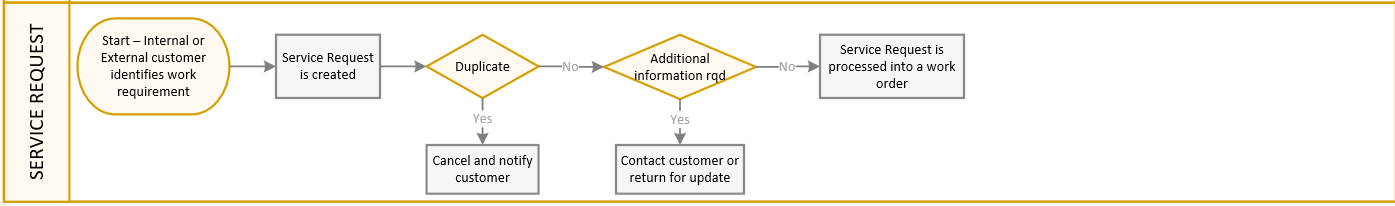 SERVICE REQUEST
Start – Internal or
External customer
identifies work
requirement
Service Request
is created
Duplicate
No
Additional
information rqd
No
Service Request is
processed into a work
order
Yes
Yes
Cancel and notify
customer
Contact customer or
return for update